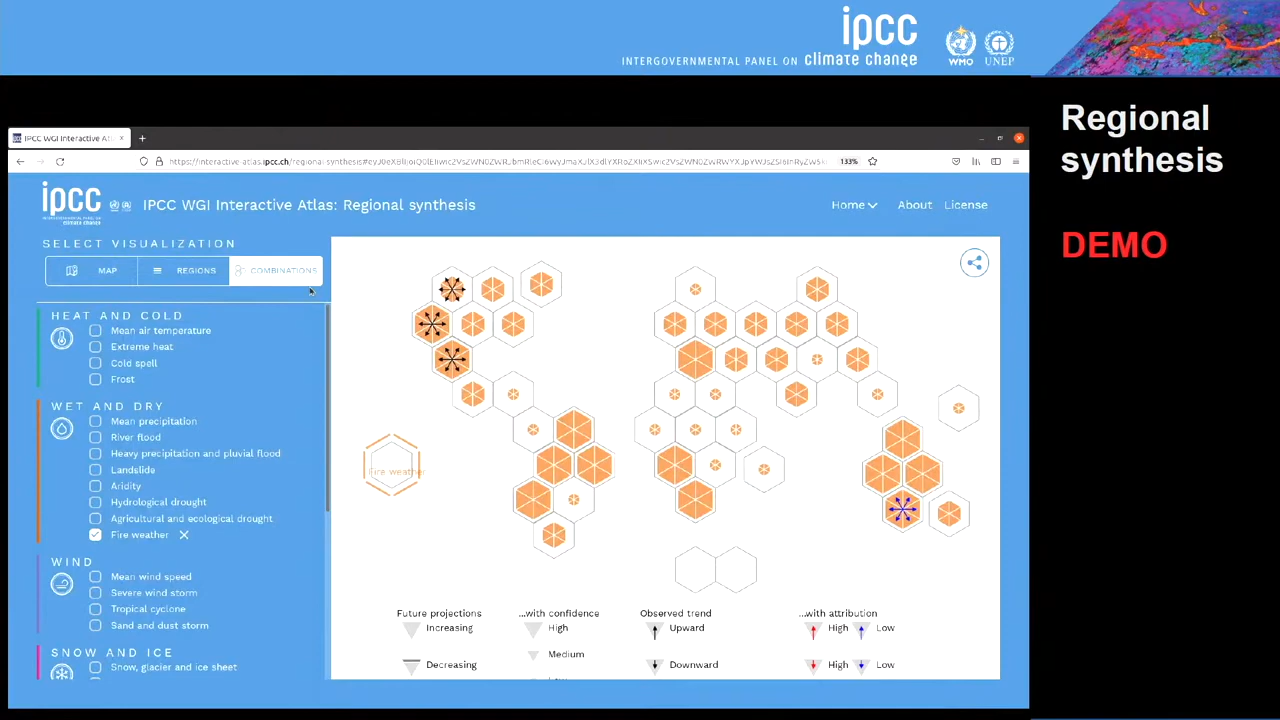 ipcc
INTERGOVERNMENTAL PANEL ON climate change
WMO
UNEP
Regional
synthesis
DEMO
IPCC WGI Interactive At
133%
ipcc
climate change
IPCC WGI Interactive Atlas: Regional synthesis
Home
About
License
SELECT VISUALIZATION
MAP
REGIONS
COMBINATIONS
HEAT AND COLD
Mean air temperature
Extreme heat
Cold spell
Frost
WET AND DRY
Mean precipitation
River flood
Heavy precipitation and pluvial flood
Landslide
Aridity
Hydrological drought
Agricultural and ecological drought
Fire weather
WIND
Mean wind speed
Severe wind storm
Tropical cyclone
Sand and dust storm
SNOW AND ICE
Snow, glacier and ice sheet
Fire weather
Future projections
Increasing
Decreasing
...with confidence
High
Medium
Observed trend
Upward
Downward
...with attribution
High Low
High Low